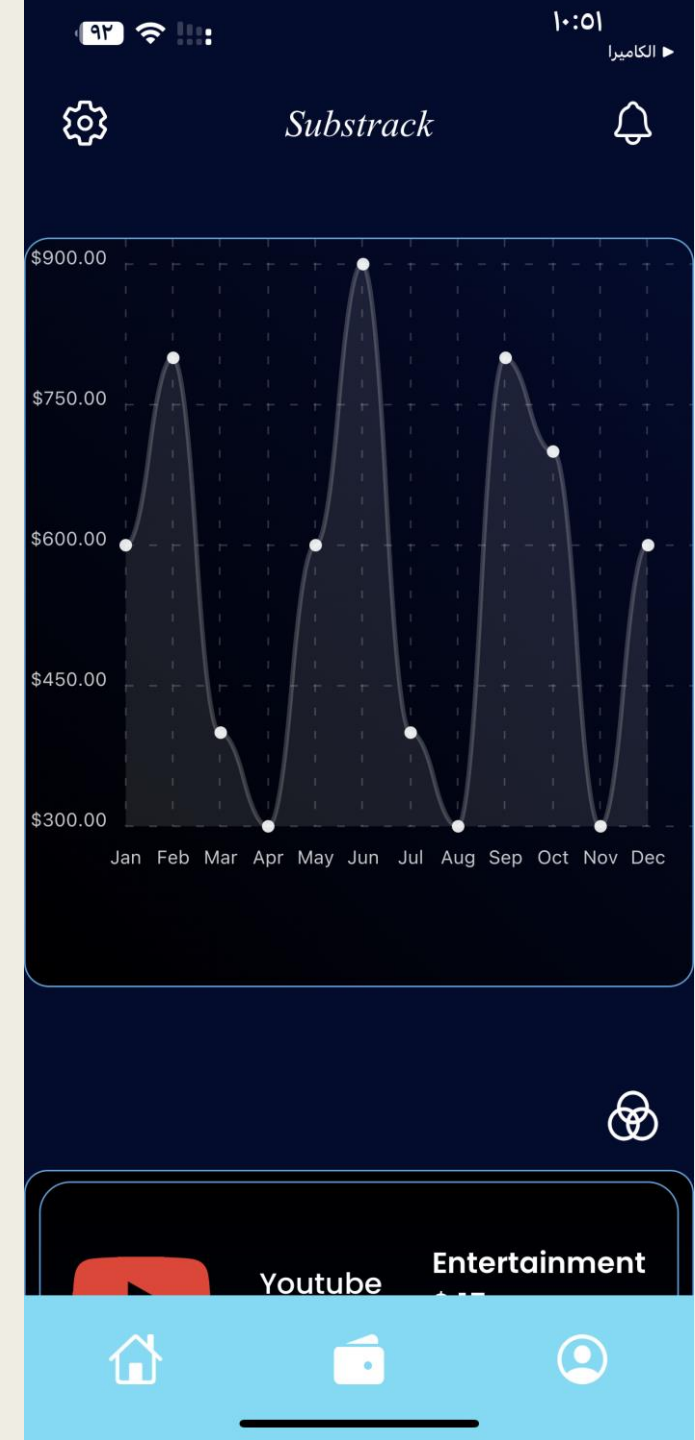 ٩٢
١٠:٥١
◀ الكاميرا
Substrack
$900.00
$750.00
$600.00
$450.00
$300.00
Jan Feb Mar Apr May Jun Jul Aug Sep Oct Nov Dec
Entertainment
Youtube